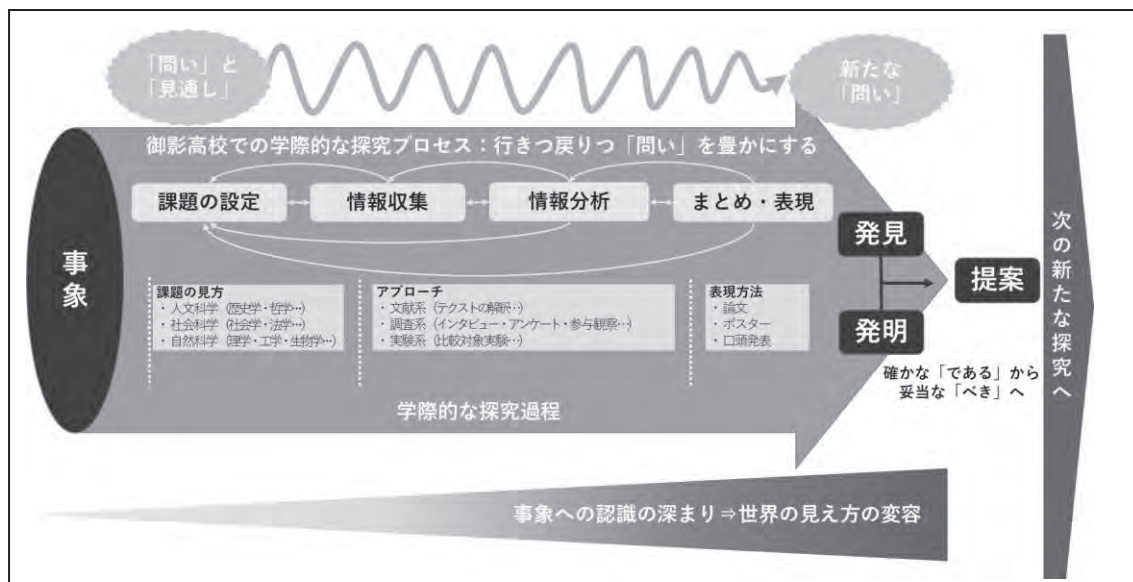 「問い」と
「見通し」
新たな
「問い」
御影高校での学際的な探究プロセス：行きつ戻りつ「問い」を豊かにする
事象
課題の設定
情報収集
情報分析
まとめ・表現
課題の見方
・人文科学（歴史学・哲学…）
・社会科学（社会学・法学…）
・自然科学（理学・工学・生物学…）
アプローチ
・文献系（テクストの解釈…）
・調査系（インタビュー・アンケート・参与観察…）
・実験系（比較対象実験…）
表現方法
・論文
・ポスター
・口頭発表
発見
発明
提案
確かな「である」から
妥当な「べき」へ
次の新たな探究へ
学際的な探究過程
事象への認識の深まり⇒世界の見え方の変容